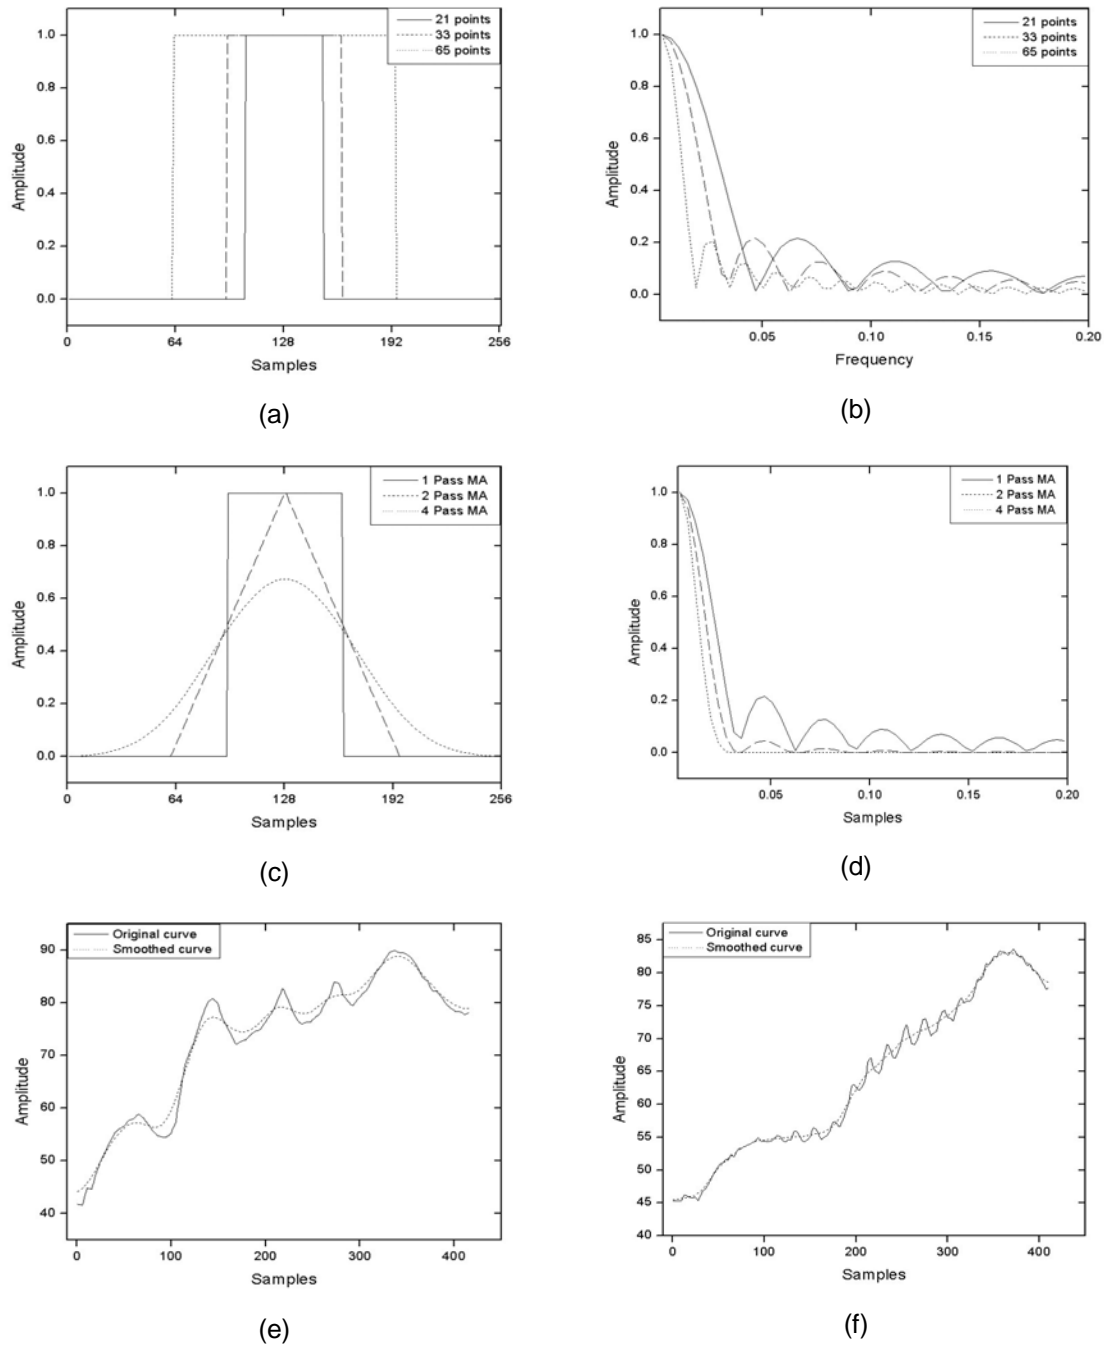 21 points
33 points
65 points
1.0
0.8
0.6
0.4
0.2
0.0
Amplitude
0 64 128 192 256
Samples
(a)
21 points
33 points
65 points
1.0
0.8
0.6
0.4
0.2
0.0
Amplitude
0.05 0.10 0.15 0.20
Frequency
(b)
1 Pass MA
2 Pass MA
4 Pass MA
1.0
0.8
0.6
0.4
0.2
0.0
Amplitude
0 64 128 192 256
Samples
(c)
1 Pass MA
2 Pass MA
4 Pass MA
1.0
0.8
0.6
0.4
0.2
0.0
Amplitude
0.05 0.10 0.15 0.20
Samples
(d)
Original curve
Smoothed curve
90
80
70
60
50
40
Amplitude
0 100 200 300 400
Samples
(e)
Original curve
Smoothed curve
85
80
75
70
65
60
55
50
45
40
Amplitude
0 100 200 300 400
Samples
(f)